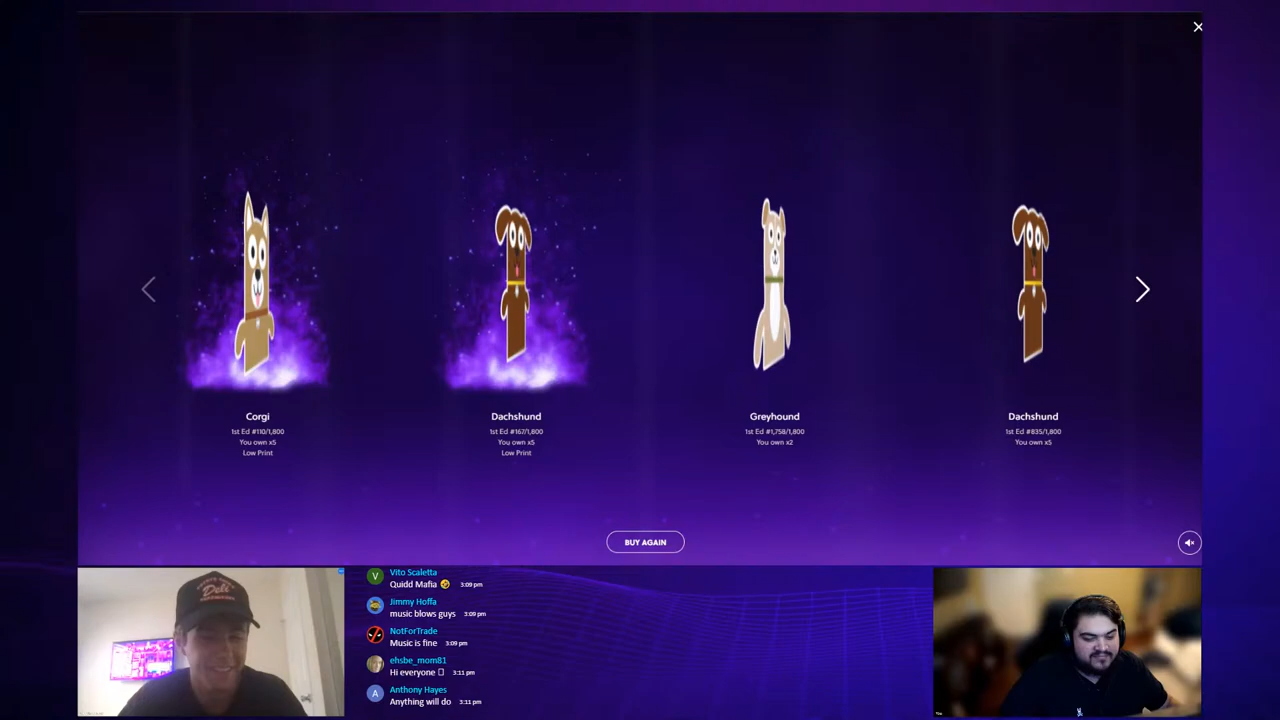 Corgi
1st Ed #110/1,800
You own x5
Low Print
Dachshund
1st Ed #167/1,800
You own x5
Low Print
Greyhound
1st Ed #1,758/1,800
You own x2
Dachshund
1st Ed #835/1,800
You own x5
BUY AGAIN
Vito Scaletta
Quidd Mafia 🤣 3:09 pm
Jimmy Hoffa
music blows guys 3:09 pm
NotForTrade
Music is fine 3:09 pm
ehsbe_mom81
Hi everyone 3:11 pm
A
Anthony Hayes
Anything will do 3:11 pm
V
Deli